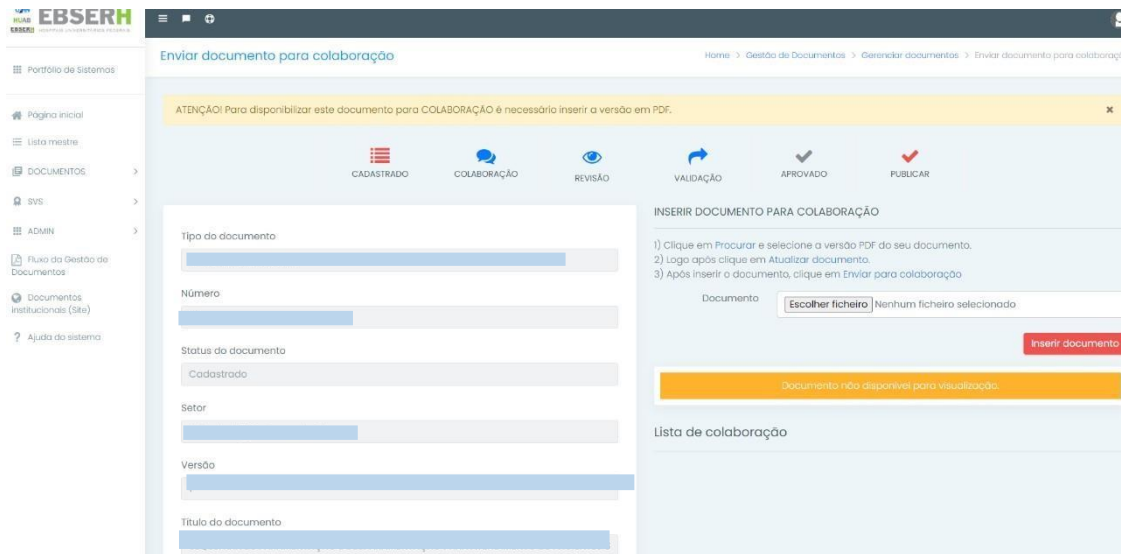 HUAB EBSERH
EBSERH HOSPITAIS UNIVERSITÁRIOS FEDERAIS
Portfólio de Sistemas
Página inicial
Lista mestre
DOCUMENTOS
SVS
ADMIN
Fluxo da Gestão de
Documentos
Documentos
Institucionais (Site)
? Ajuda do sistema
Enviar documento para colaboração
Home > Gestão de Documentos > Gerenciar documentos > Enviar documento para colaboraç
ATENÇÃO! Para disponibilizar este documento para COLABORAÇÃO é necessário inserir a versão em PDF.
CADASTRADO COLABORAÇÃO REVISÃO VALIDAÇÃO APROVADO PUBLICAR
Tipo do documento
Número
Status do documento
Cadastrado
Setor
Versão
Título do documento
INSERIR DOCUMENTO PARA COLABORAÇÃO
1) Clique em Procurar e selecione a versão PDF do seu documento.
2) Logo após clique em Atualizar documento.
3) Após inserir o documento, clique em Enviar para colaboração
Documento
Escolher ficheiro Nenhum ficheiro selecionado
Inserir documento
Documento não disponível para visualização.
Lista de colaboração